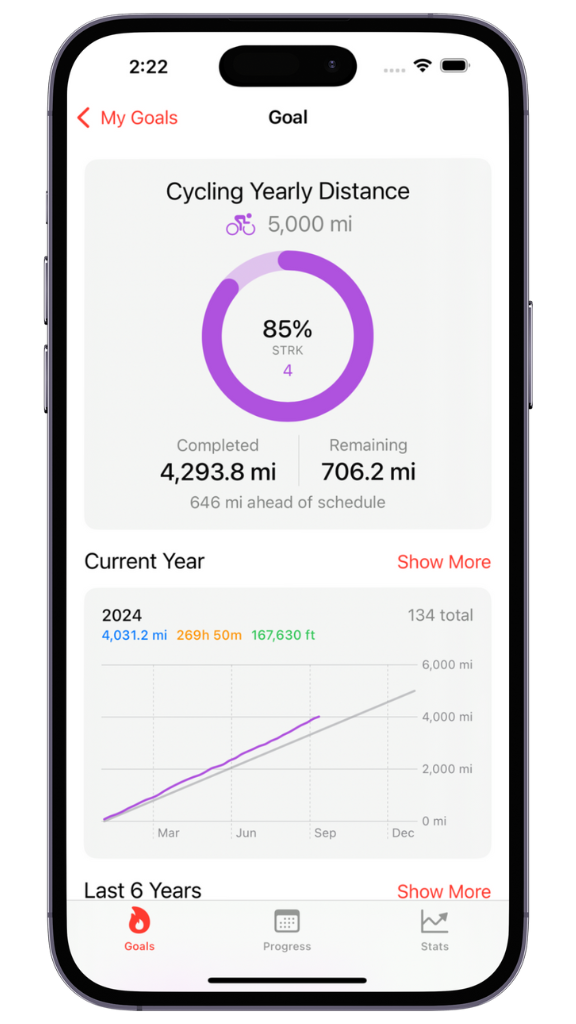 2:22
My Goals
Goal
Cycling Yearly Distance
5,000 mi
85%
STRK
4
Completed
Remaining
4,293.8 mi
706.2 mi
646 mi ahead of schedule
Current Year
Show More
2024
134 total
4,031.2 mi 269h 50m 167,630 ft
6,000 mi
4,000 mi
2,000 mi
0 mi
Mar Jun Sep Dec
Last 6 Years
Show More
Goals
Progress
Stats